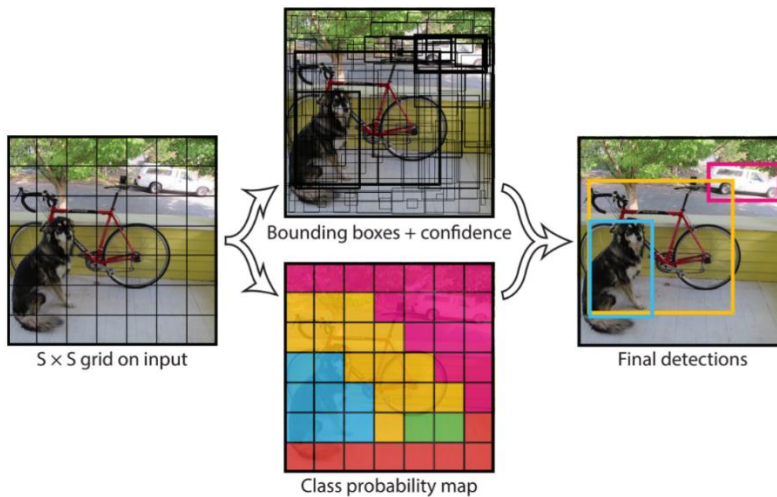 S × S grid on input
Bounding boxes + confidence
Class probability map
Final detections